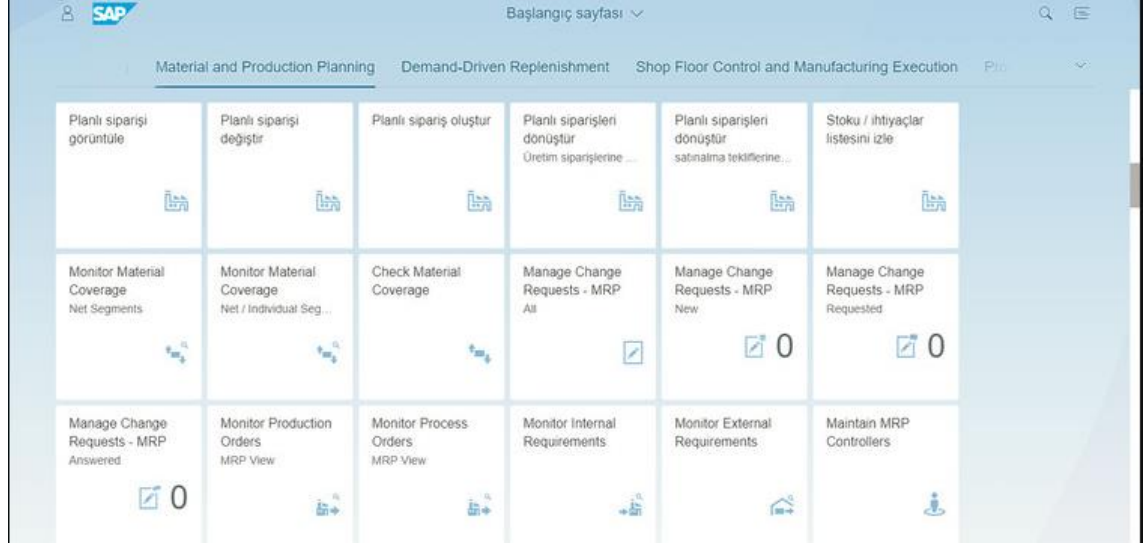 SAP
Başlangıç sayfası
Material and Production Planning
Demand-Driven Replenishment
Shop Floor Control and Manufacturing Execution
Planlı siparişi
görüntüle
Planlı siparişi
değiştir
Planlı sipariş oluştur
Planlı siparişleri
dönüştür
Üretim siparişlerine ...
Planlı siparişleri
dönüştür
satınalma tekliflerine...
Stoku / ihtiyaçlar
listesini izle
Monitor Material
Coverage
Net Segments
Monitor Material
Coverage
Net / Individual Seg...
Check Material
Coverage
Manage Change
Requests - MRP
All
Manage Change
Requests - MRP
New
0
Manage Change
Requests - MRP
Requested
0
Manage Change
Requests - MRP
Answered
0
Monitor Production
Orders
MRP View
Monitor Process
Orders
MRP View
Monitor Internal
Requirements
Monitor External
Requirements
Maintain MRP
Controllers